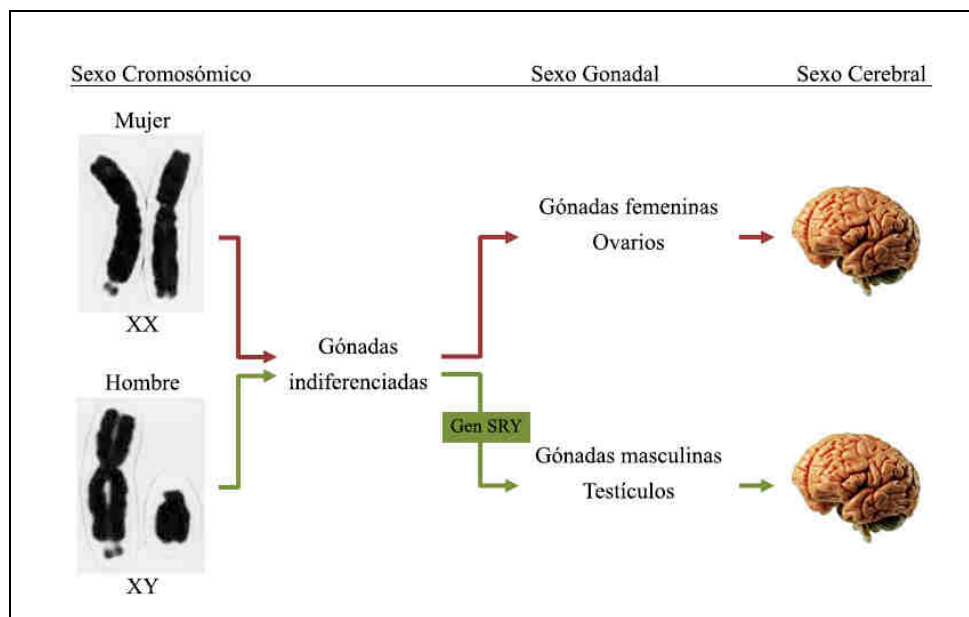 Sexo Cromosómico
Sexo Gonadal
Sexo Cerebral
Mujer
XX
Hombre
XY
Gónadas
indiferenciadas
Gen SRY
Gónadas femeninas
Ovarios
Gónadas masculinas
Testículos